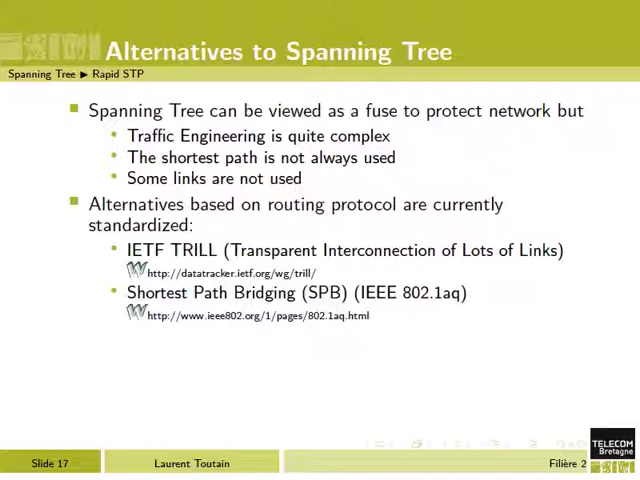 Alternatives to Spanning Tree
Spanning Tree ▶ Rapid STP
Spanning Tree can be viewed as a fuse to protect network but
Traffic Engineering is quite complex
The shortest path is not always used
Some links are not used
Alternatives based on routing protocol are currently
standardized:
IETF TRILL (Transparent Interconnection of Lots of Links)
http://datatracker.ietf.org/wg/trill/
Shortest Path Bridging (SPB) (IEEE 802.1aq)
http://www.ieee802.org/1/pages/802.1aq.html
TELECOM
Bretagne
Slide 17
Laurent Toutain
Filière 2